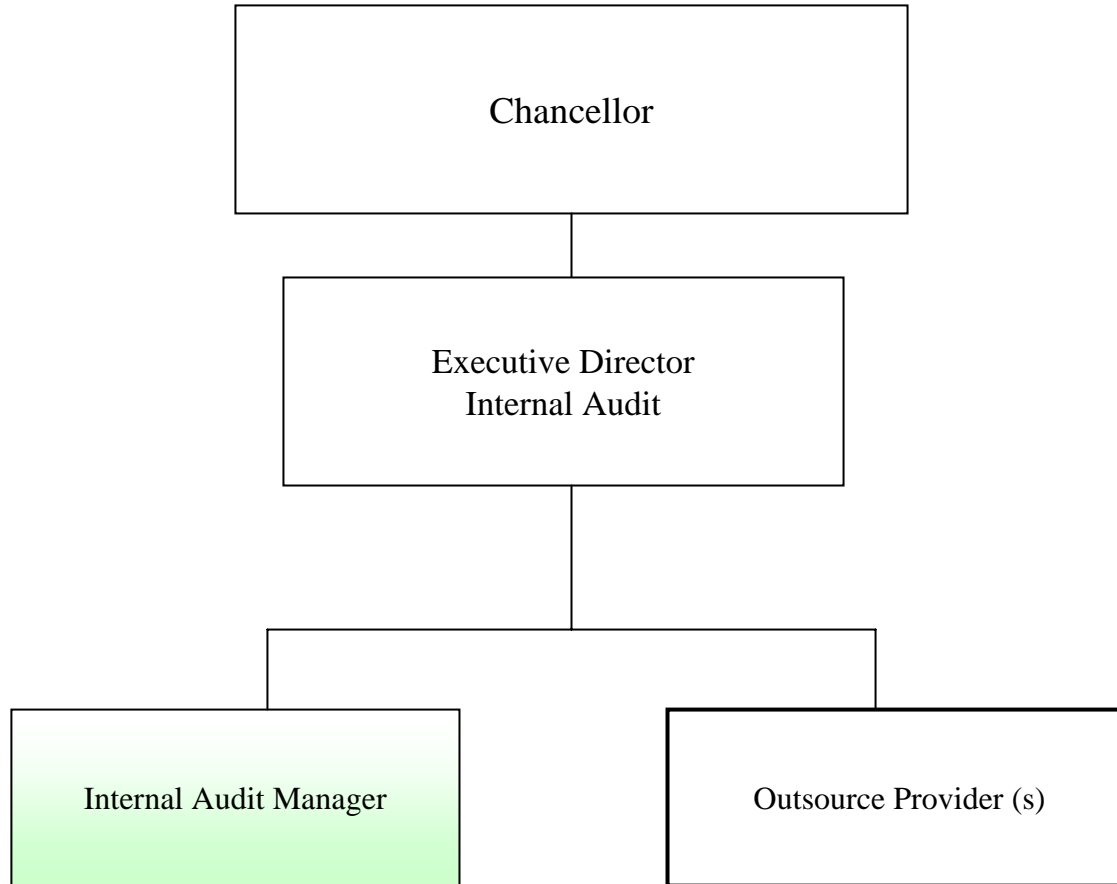 Chancellor
Executive Director
Internal Audit
Internal Audit Manager
Outsource Provider (s)